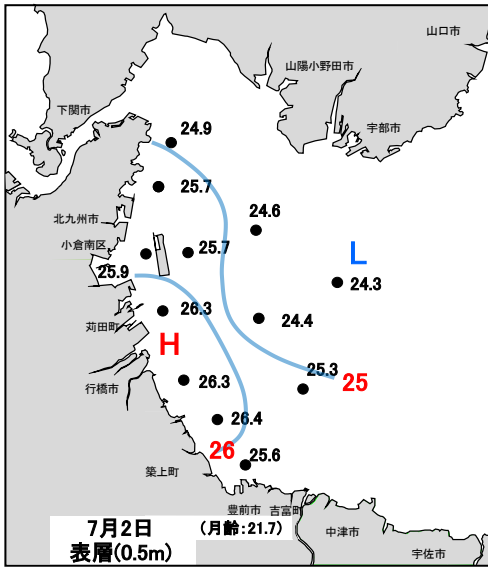 山口市
山陽小野田市
下関市
宇部市
24.9
25.7
24.6
北九州市
小倉南区
25.7
L
25.9
24.3
26.3
24.4
苅田町
H
25.3
25
行橋市
26.3
26.4
26
25.6
築上町
豊前市
吉富町
7月2日
(月齢:21.7)
中津市
表層(0.5m)
宇佐市